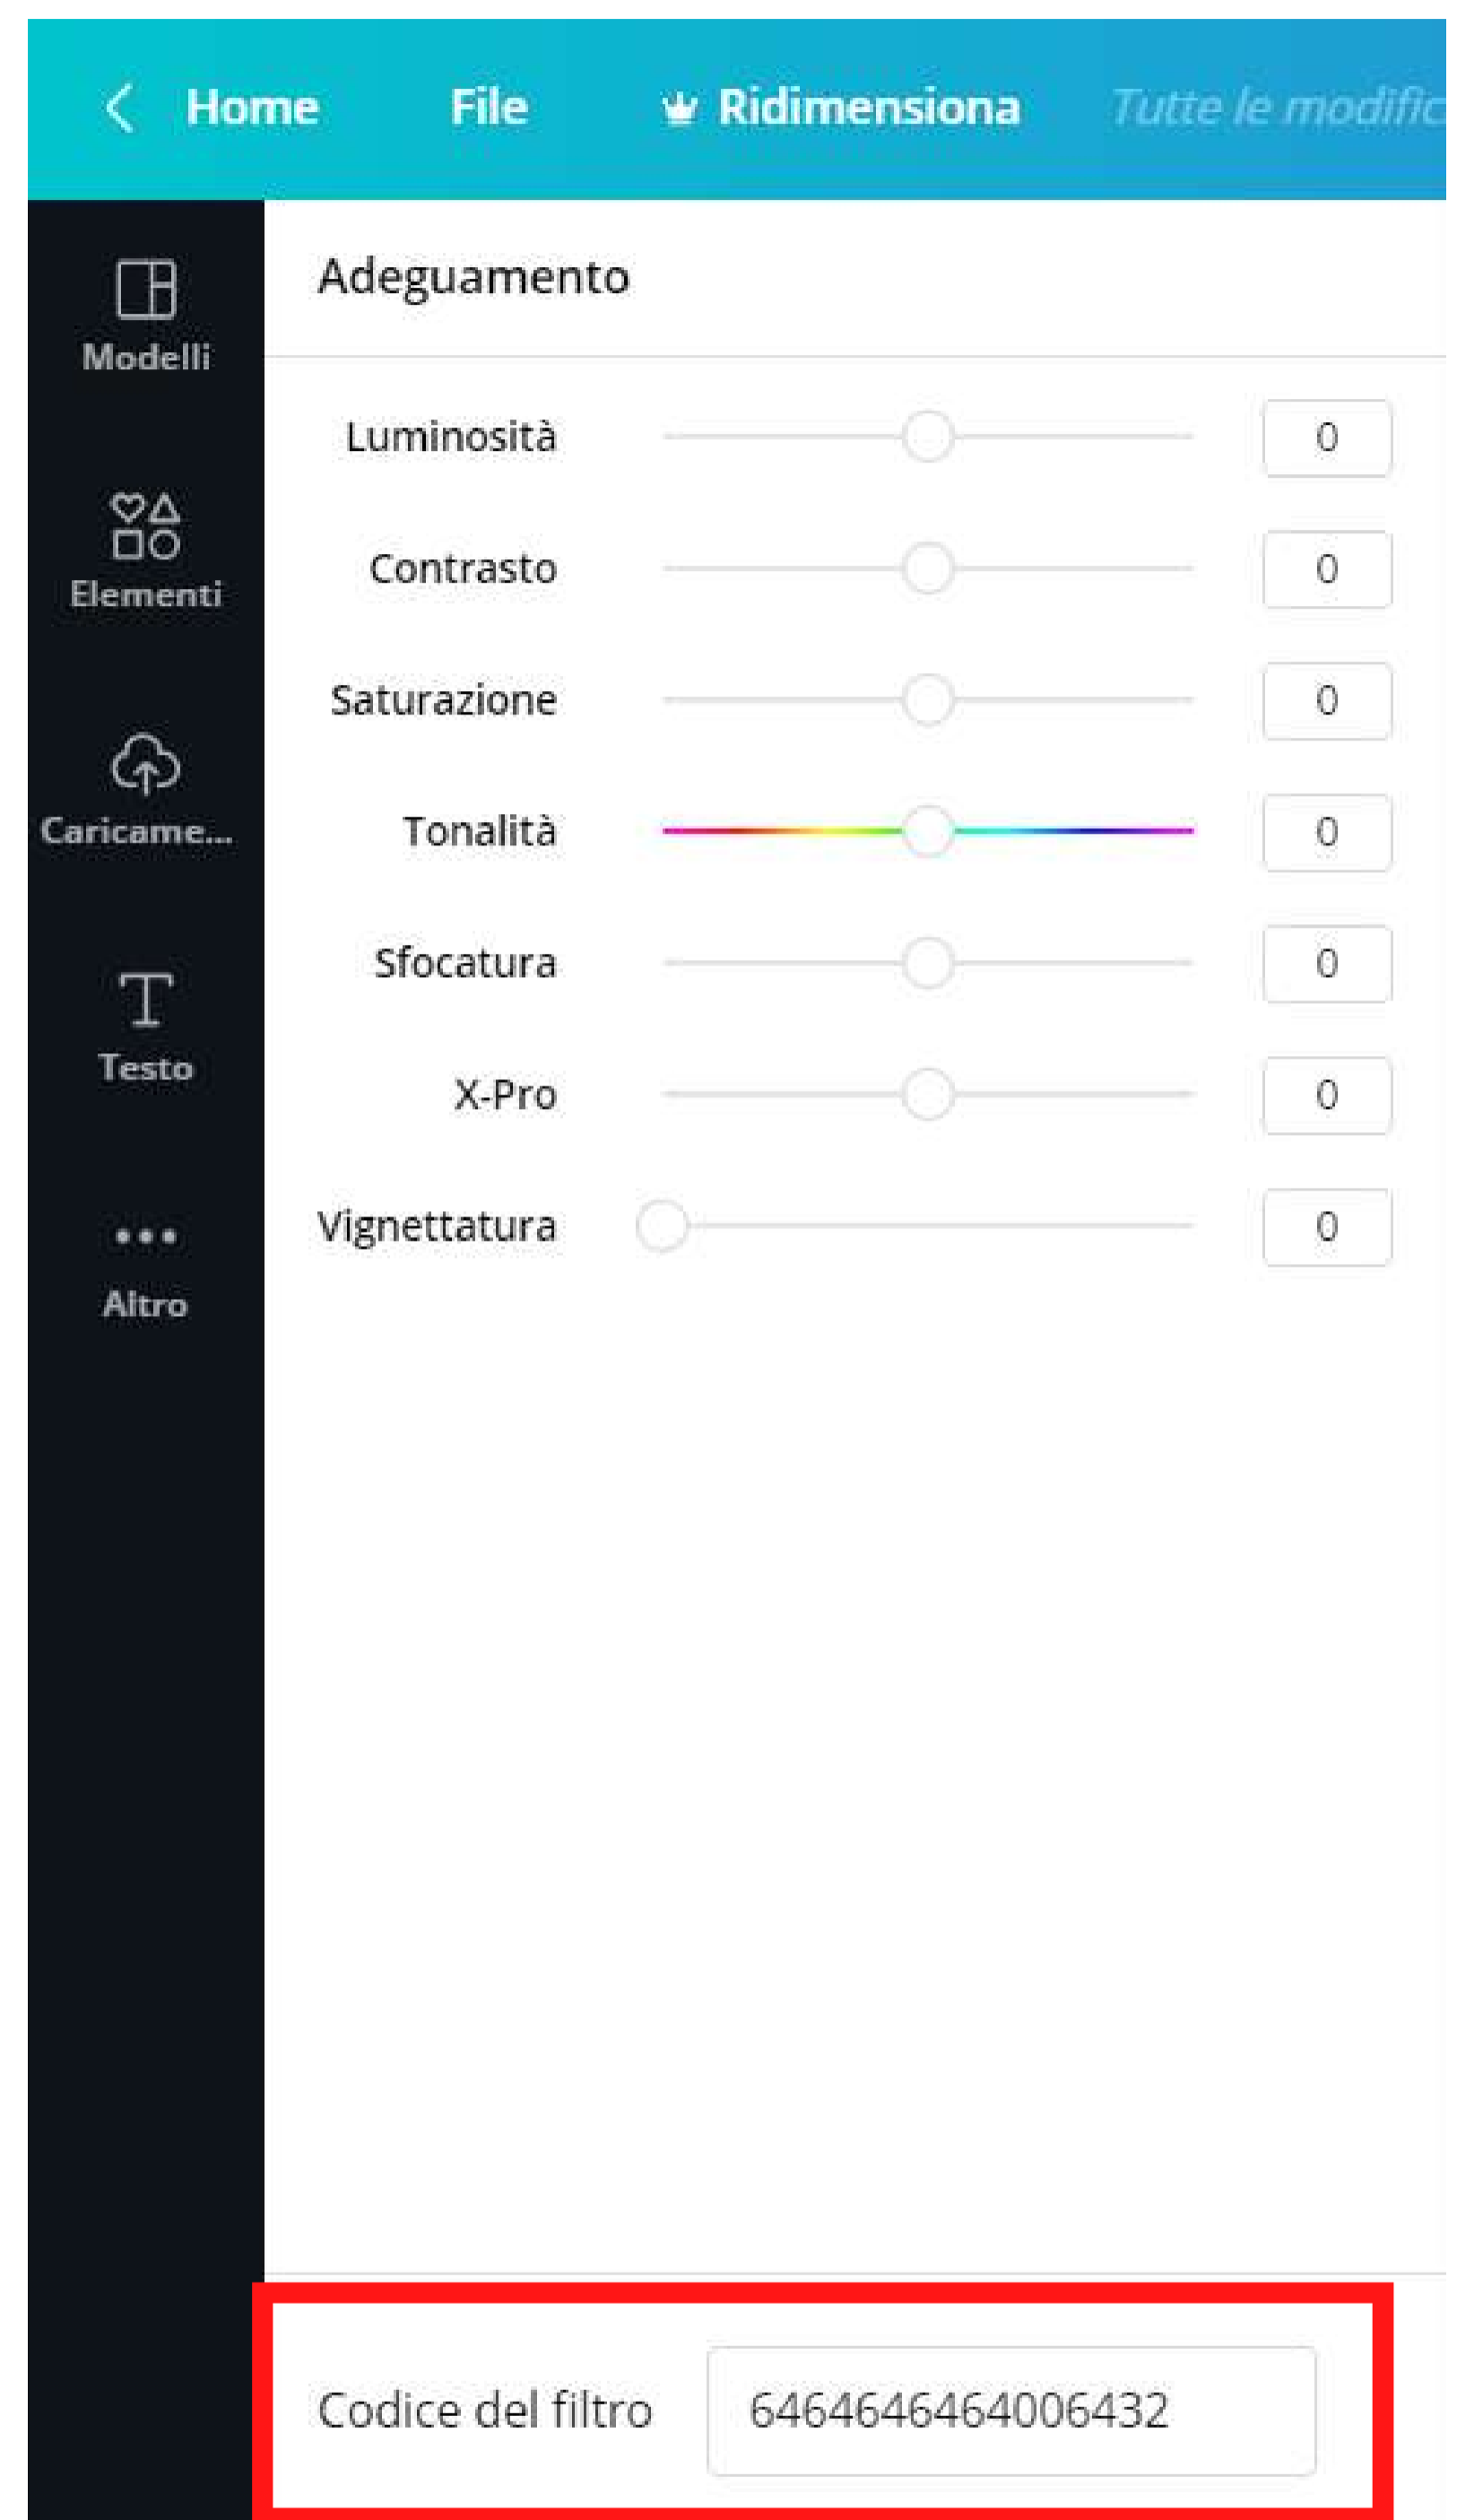 Home File Ridimensiona Tutte le modific
Adeguamento
Modelli
Luminosità 0
Contrasto 0
Elementi
Saturazione 0
Caricame...
Tonalità 0
Sfocatura 0
Testo
X-Pro 0
Vignettatura 0
Altro
Codice del filtro 6464646464006432